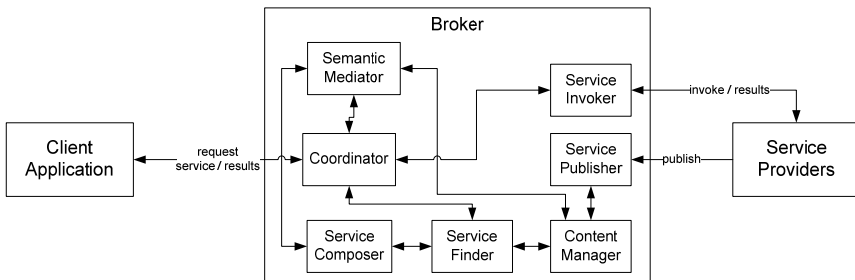 Broker
Semantic
Mediator
Service
Invoker
invoke / results
Client
Application
request
service / results
Coordinator
Service
Publisher
publish
Service
Providers
Service
Composer
Service
Finder
Content
Manager